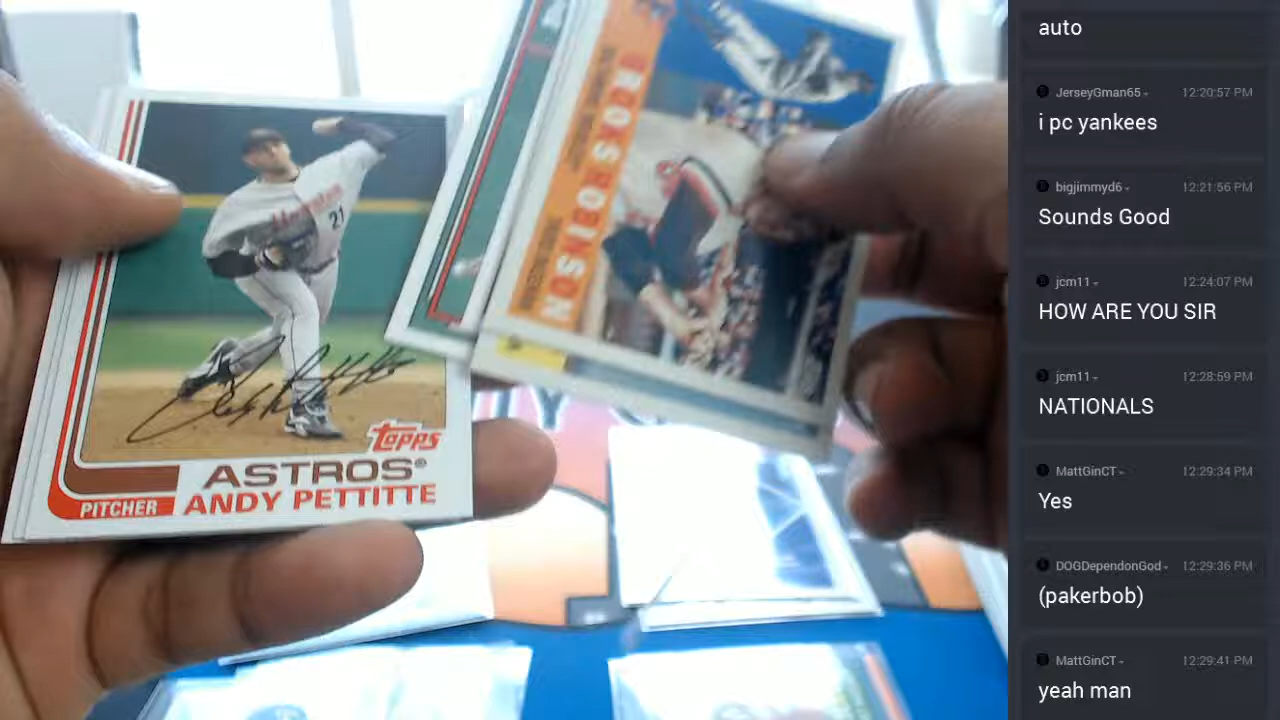 21
topps
ASTROS®
PITCHER ANDY PETTITTE
ROBINSON
auto
JerseyGman65 12:20:57 PM
i pc yankees
bigjimmyd6 12:21:56 PM
Sounds Good
jcm11 12:24:07 PM
HOW ARE YOU SIR
jcm11 12:28:59 PM
NATIONALS
MattGinCT 12:29:34 PM
Yes
DOGDependonGod 12:29:36 PM
(pakerbob)
MattGinCT 12:29:41 PM
yeah man